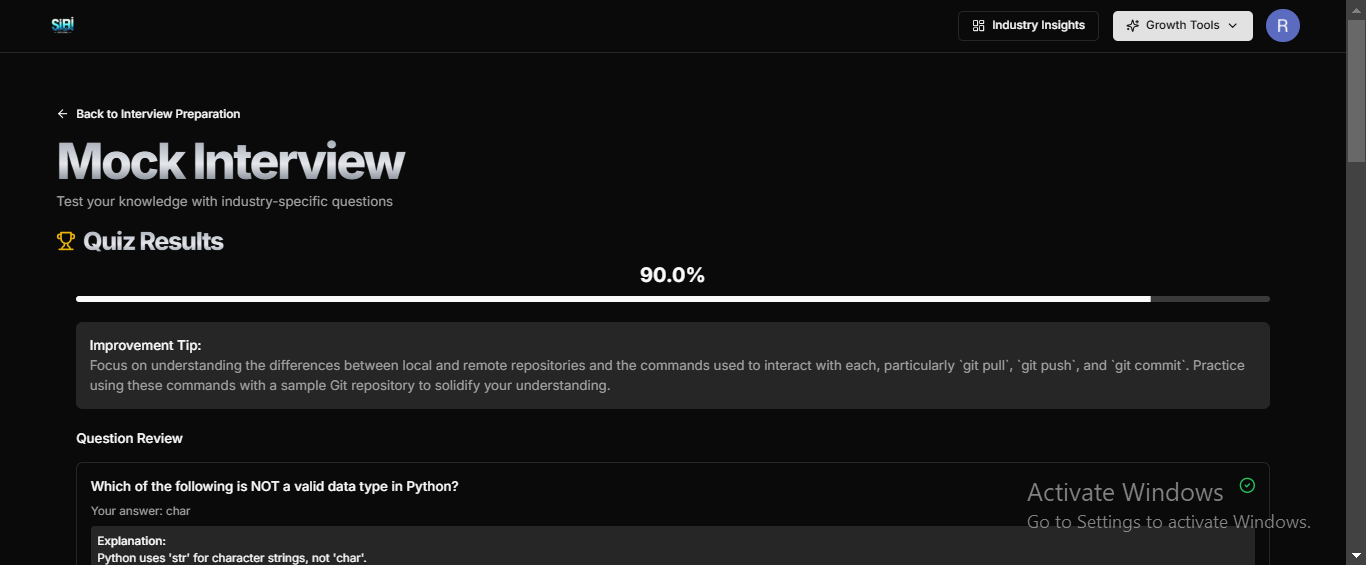 SiBi
Industry Insights
Growth Tools
R
Back to Interview Preparation
Mock Interview
Test your knowledge with industry-specific questions
Quiz Results
90.0%
Improvement Tip:
Focus on understanding the differences between local and remote repositories and the commands used to interact with each, particularly `git pull`, `git push`, and `git commit`. Practice
using these commands with a sample Git repository to solidify your understanding.
Question Review
Which of the following is NOT a valid data type in Python?
Your answer: char
Explanation:
Python uses 'str' for character strings, not 'char'.
Activate Windows
Go to Settings to activate Windows.